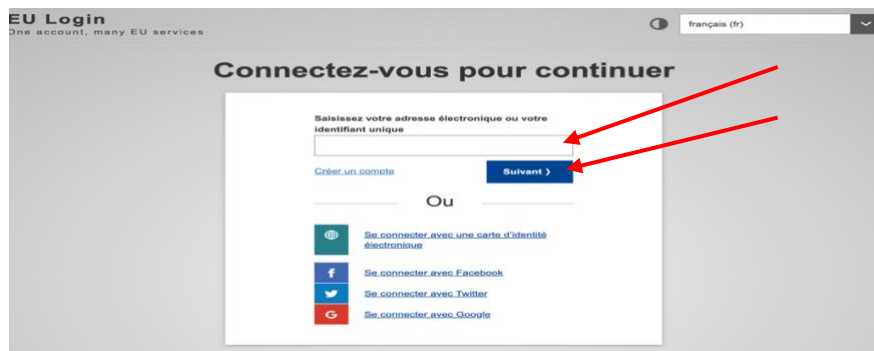 EU Login
One account, many EU services
français (fr)
Connectez-vous pour continuer
Saisissez votre adresse électronique ou votre
identifiant unique
Créer un compte
Suivant ❯
Ou
Se connecter avec une carte d'identité
électronique
f
Se connecter avec Facebook
Se connecter avec Twitter
G
Se connecter avec Google